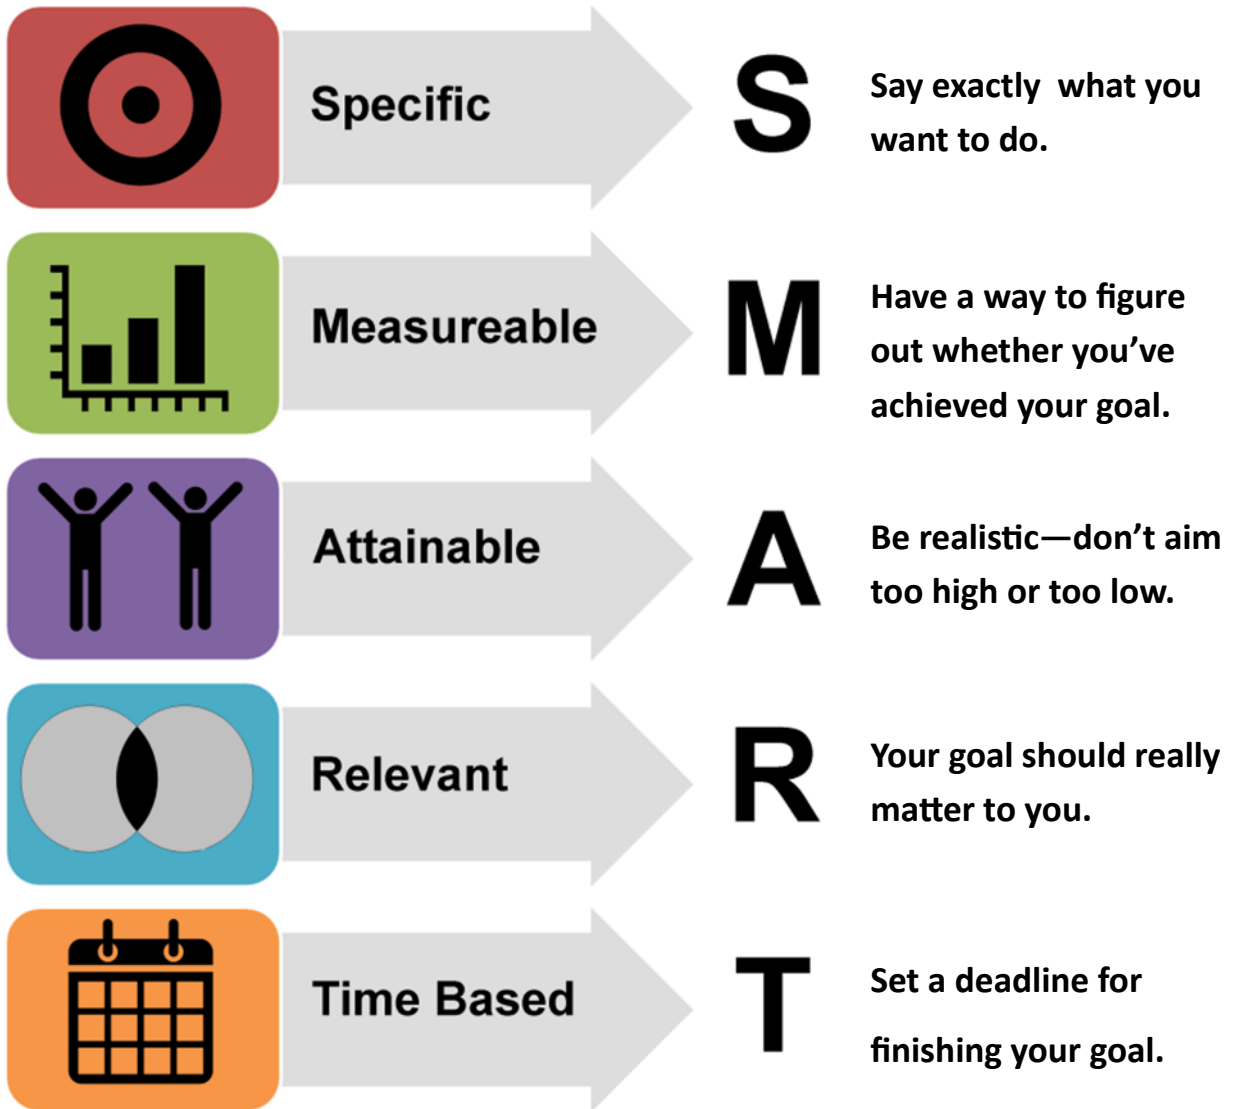 Specific
S
Say exactly  what you
want to do.
Measureable
M
Have a way to figure
out whether you’ve
achieved your goal.
Attainable
A
Be realistic—don’t aim
too high or too low.
Relevant
R
Your goal should really
matter to you.
Time Based
T
Set a deadline for
finishing your goal.